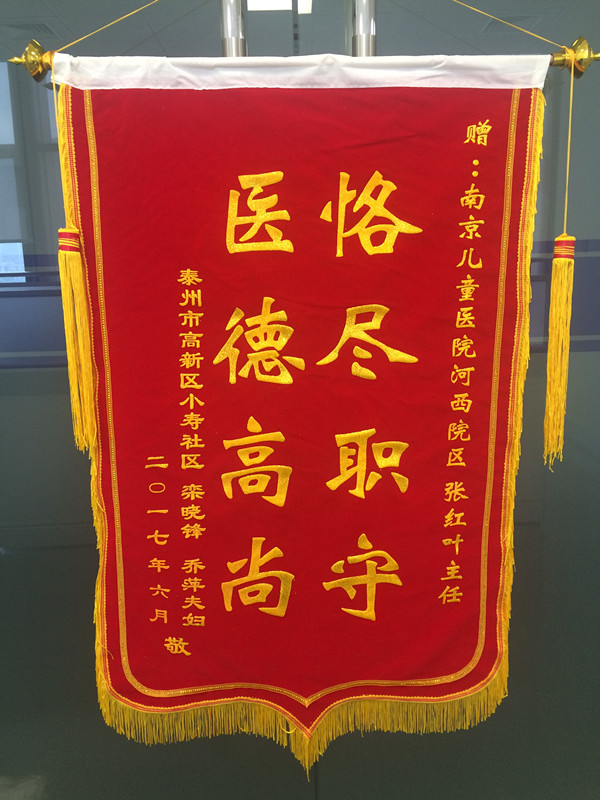 赠：南京儿童医院河西院区 张红叶主任
恪尽职守
医德高尚
泰州市高新区小寿社区 栾晓锋 乔萍夫妇
二〇一七年六月 敬